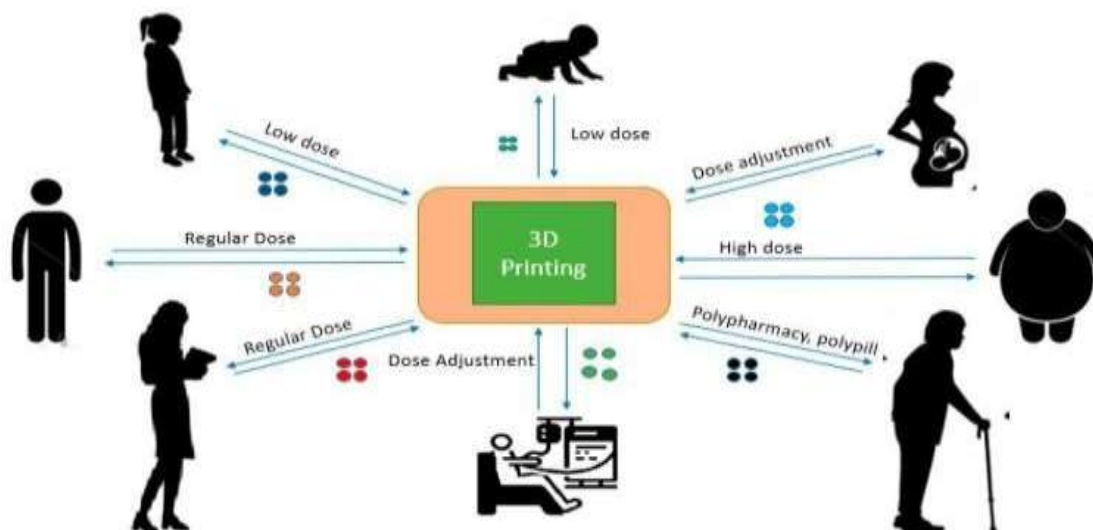 Low dose
Low dose
Dose adjustment
Regular Dose
3D
Printing
High dose
Regular Dose
Dose Adjustment
Polypharmacy, polypill